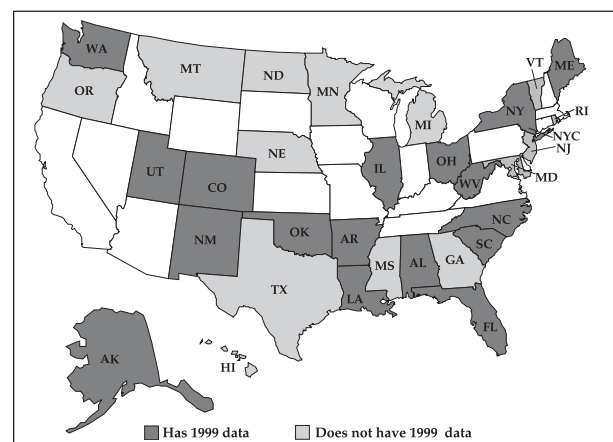 WA
ME
VT
MT
ND
OR
MN
NY
RI
MI
NYC
NJ
NE
OH
IL
UT
CO
WV
MD
NC
OK
AR
NM
SC
MS
AL
GA
TX
LA
FL
HI
AK
Has 1999 data
Does not have 1999 data